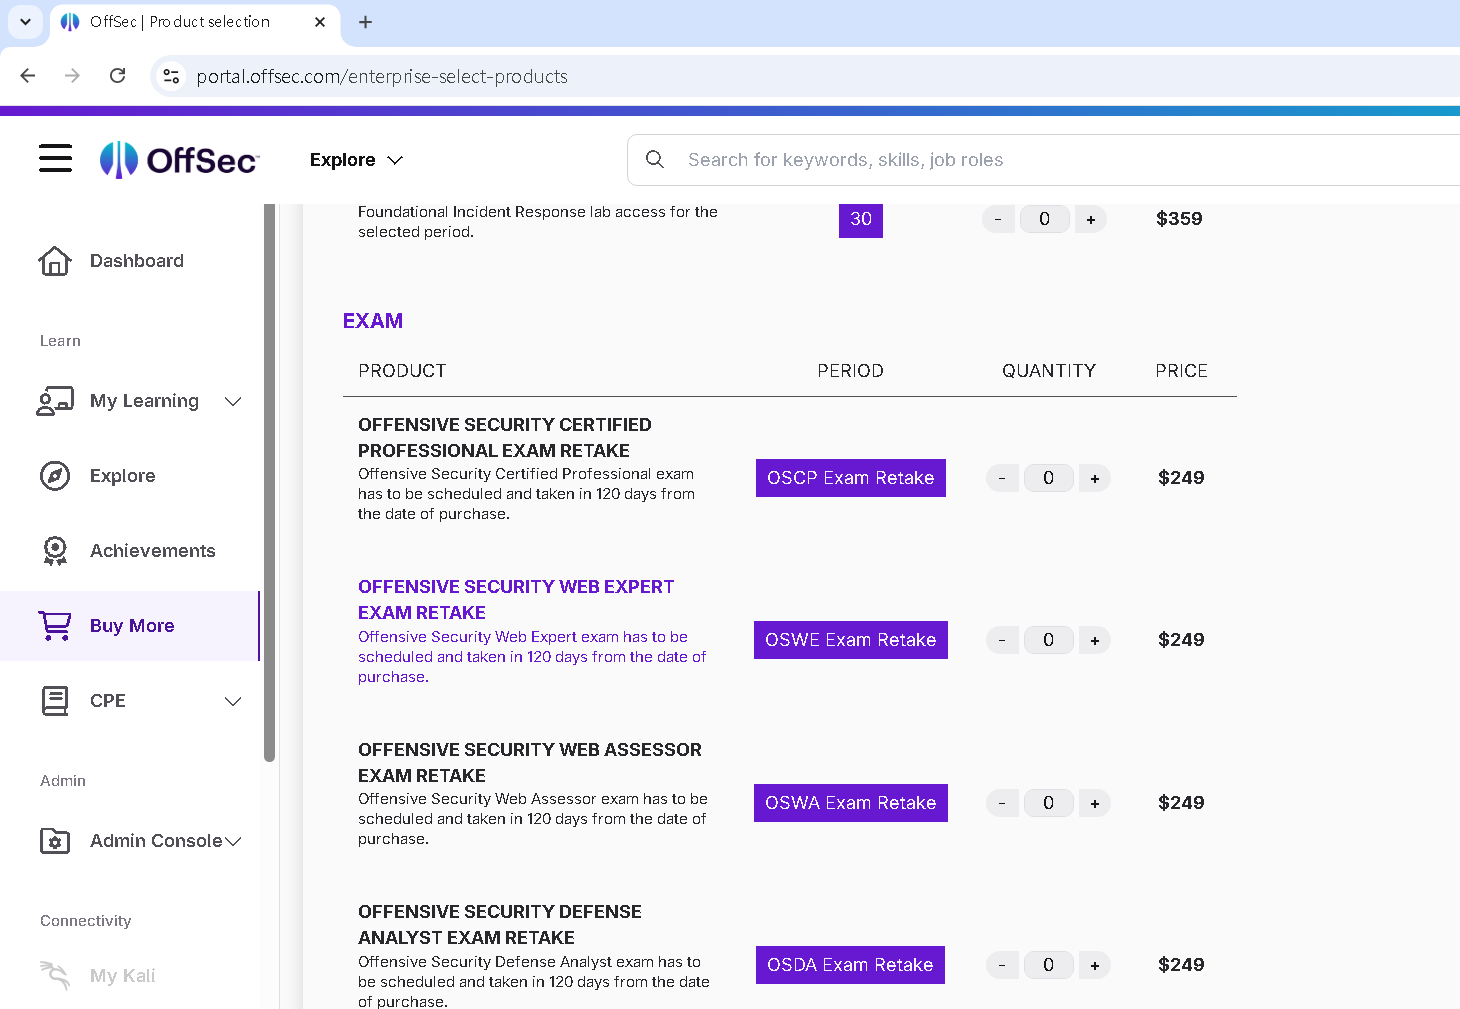 OffSec | Product selection
portal.offsec.com/enterprise-select-products
OffSec
Explore
Search for keywords, skills, job roles
Dashboard
Learn
My Learning
Explore
Achievements
Buy More
CPE
Admin
Admin Console
Connectivity
My Kali
Foundational Incident Response lab access for the
selected period.
30
- 0 +
$359
EXAM
PRODUCT PERIOD QUANTITY PRICE
OFFENSIVE SECURITY CERTIFIED
PROFESSIONAL EXAM RETAKE
Offensive Security Certified Professional exam
has to be scheduled and taken in 120 days from
the date of purchase.
OSCP Exam Retake
- 0 +
$249
OFFENSIVE SECURITY WEB EXPERT
EXAM RETAKE
Offensive Security Web Expert exam has to be
scheduled and taken in 120 days from the date of
purchase.
OSWE Exam Retake
- 0 +
$249
OFFENSIVE SECURITY WEB ASSESSOR
EXAM RETAKE
Offensive Security Web Assessor exam has to be
scheduled and taken in 120 days from the date of
purchase.
OSWA Exam Retake
- 0 +
$249
OFFENSIVE SECURITY DEFENSE
ANALYST EXAM RETAKE
Offensive Security Defense Analyst exam has to
be scheduled and taken in 120 days from the date
of purchase.
OSDA Exam Retake
- 0 +
$249